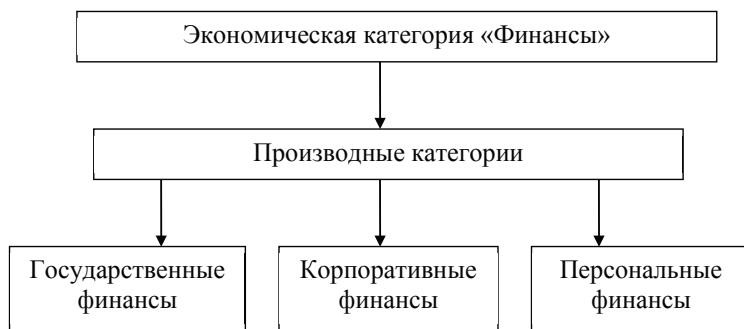 Экономическая категория «Финансы»
Производные категории
Государственные
финансы
Корпоративные
финансы
Персональные
финансы